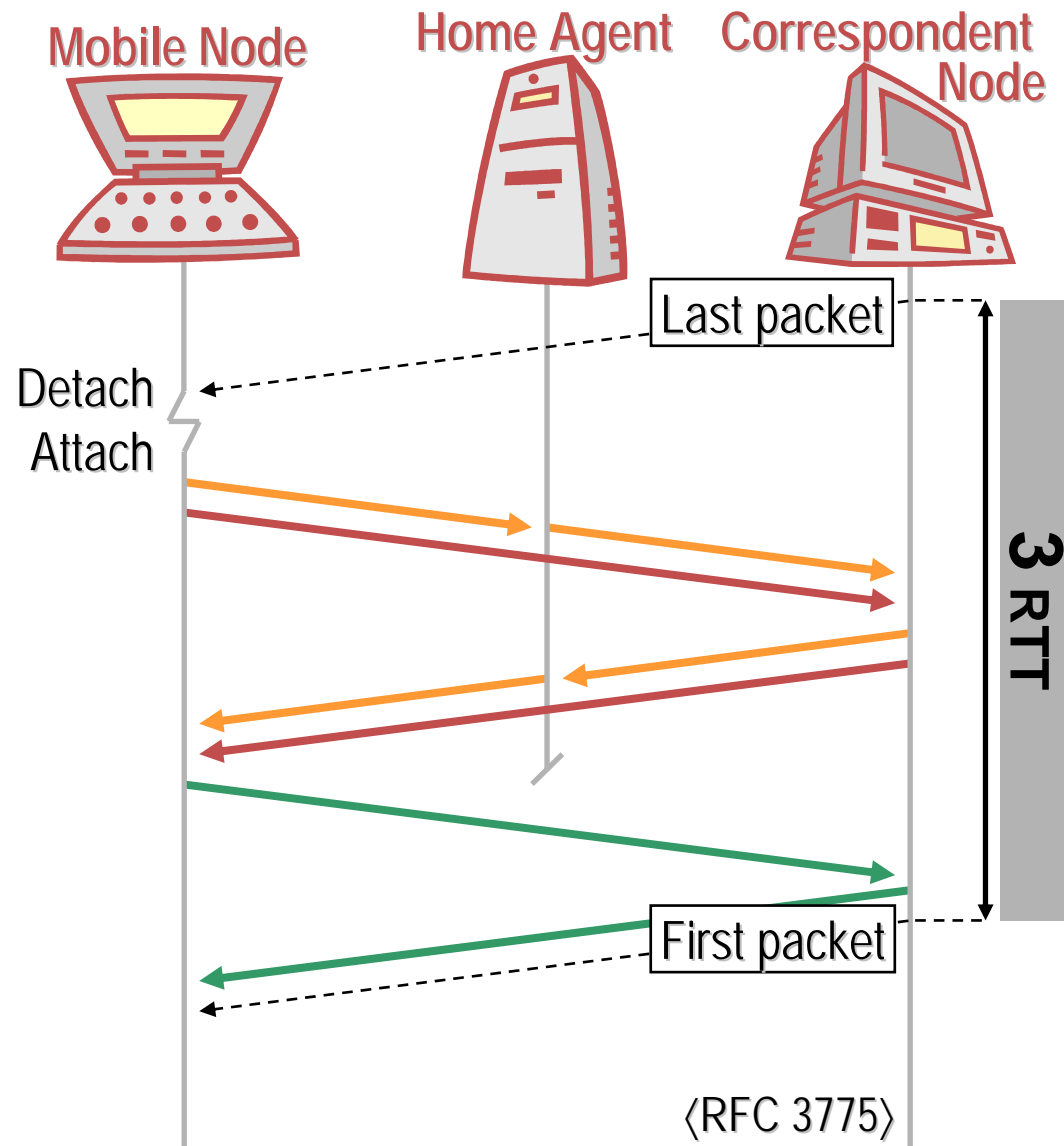 Mobile Node
Home Agent
Correspondent
Node
Last packet
Detach
Attach
3 RTT
First packet
⟨RFC 3775⟩